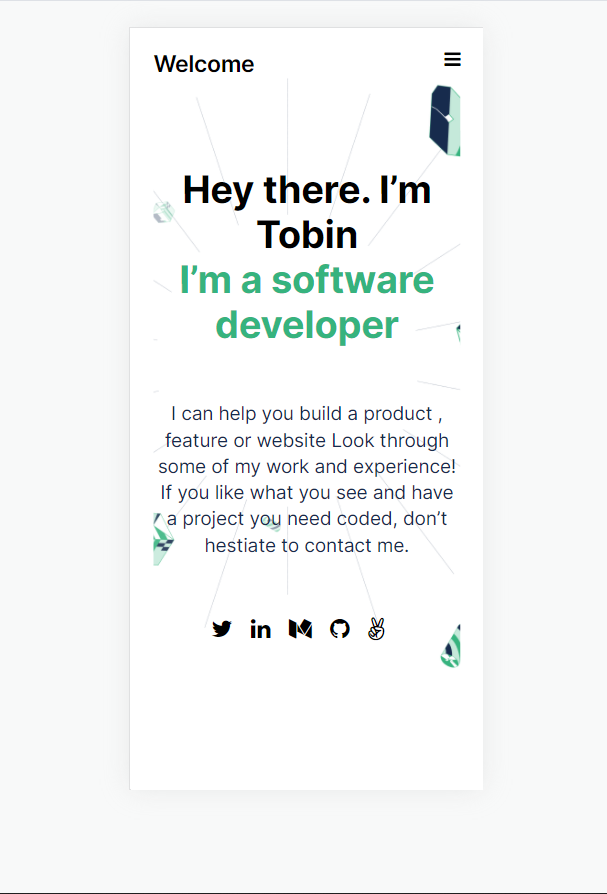 Welcome
Hey there. I’m
Tobin
I’m a software
developer
I can help you build a product ,
feature or website Look through
some of my work and experience!
If you like what you see and have
a project you need coded, don’t
hestiate to contact me.